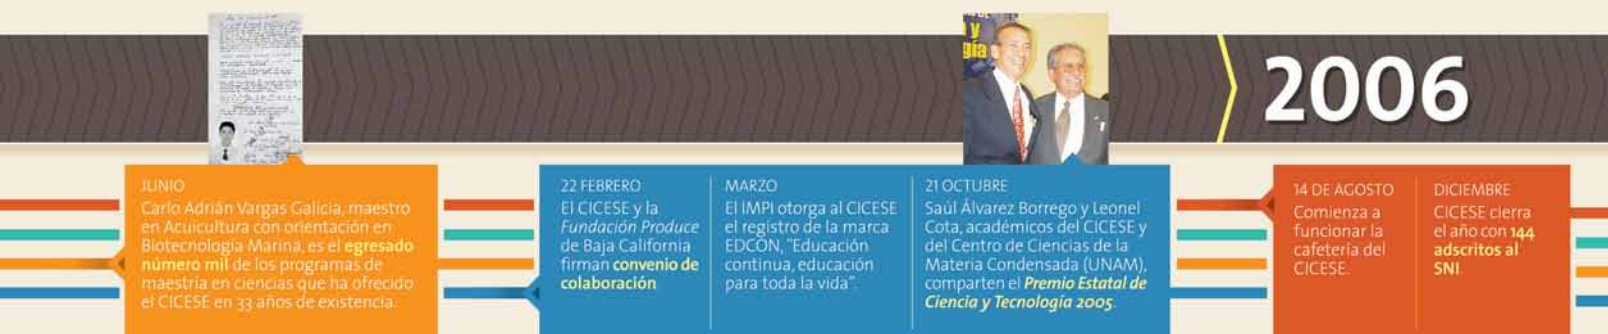 y
gía
2006
JUNIO
Carlo Adrián Vargas Galicia, maestro
en Acuicultura con orientación en
Biotecnología Marina, es el egresado
número mil de los programas de
maestría en ciencias que ha ofrecido
el CICESE en 33 años de existencia.
22 FEBRERO
El CICESE y la
Fundación Produce
de Baja California
firman convenio de
colaboración
MARZO
El IMPI otorga al CICESE
el registro de la marca
EDCON, "Educación
continua, educación
para toda la vida".
21 OCTUBRE
Saúl Álvarez Borrego y Leonel
Cota, académicos del CICESE y
del Centro de Ciencias de la
Materia Condensada (UNAM),
comparten el Premio Estatal de
Ciencia y Tecnología 2005.
14 DE AGOSTO
Comienza a
funcionar la
cafetería del
CICESE.
DICIEMBRE
CICESE cierra
el año con 144
adscritos al
SNI